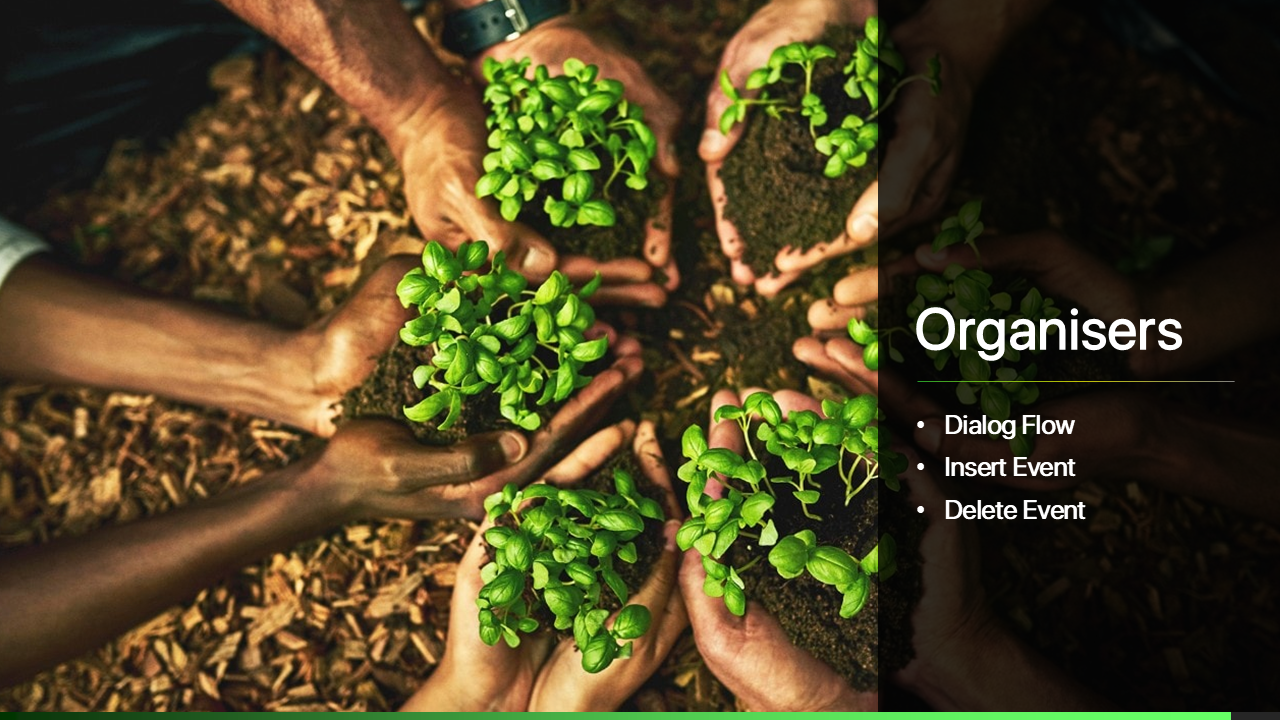 Organisers
• Dialog Flow
• Insert Event
• Delete Event